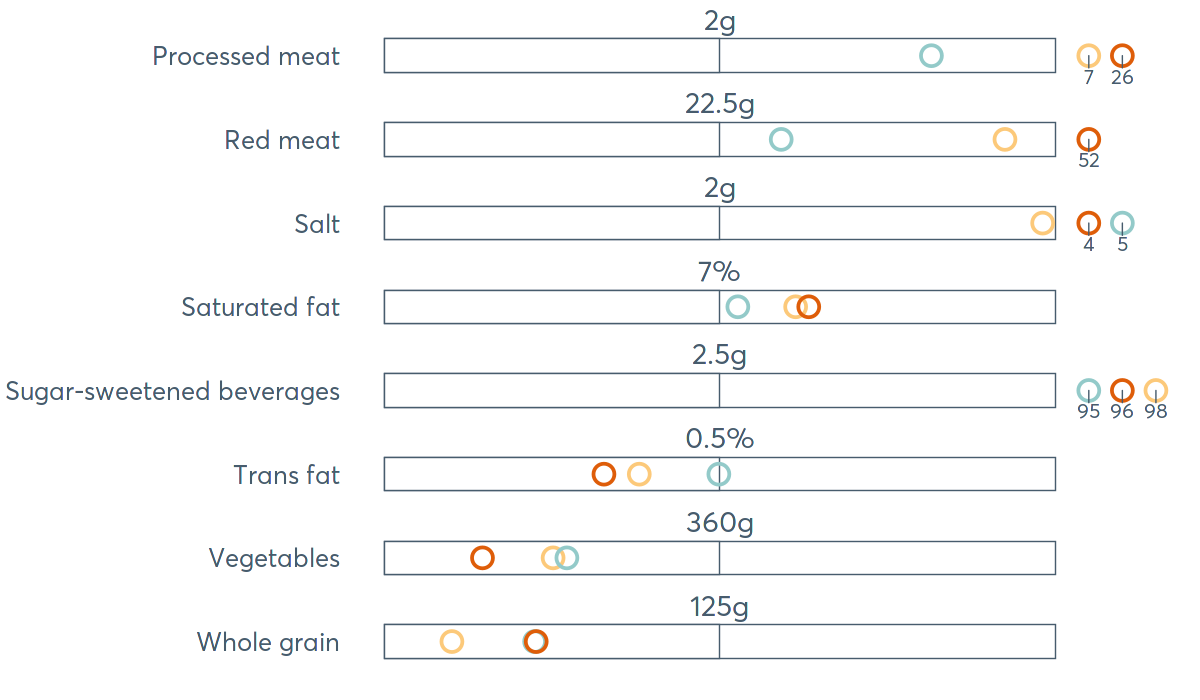 2g
Processed meat
7 26
22.5g
Red meat
52
2g
Salt
4 5
7%
Saturated fat
2.5g
Sugar-sweetened beverages
95 96 98
0.5%
Trans fat
360g
Vegetables
125g
Whole grain